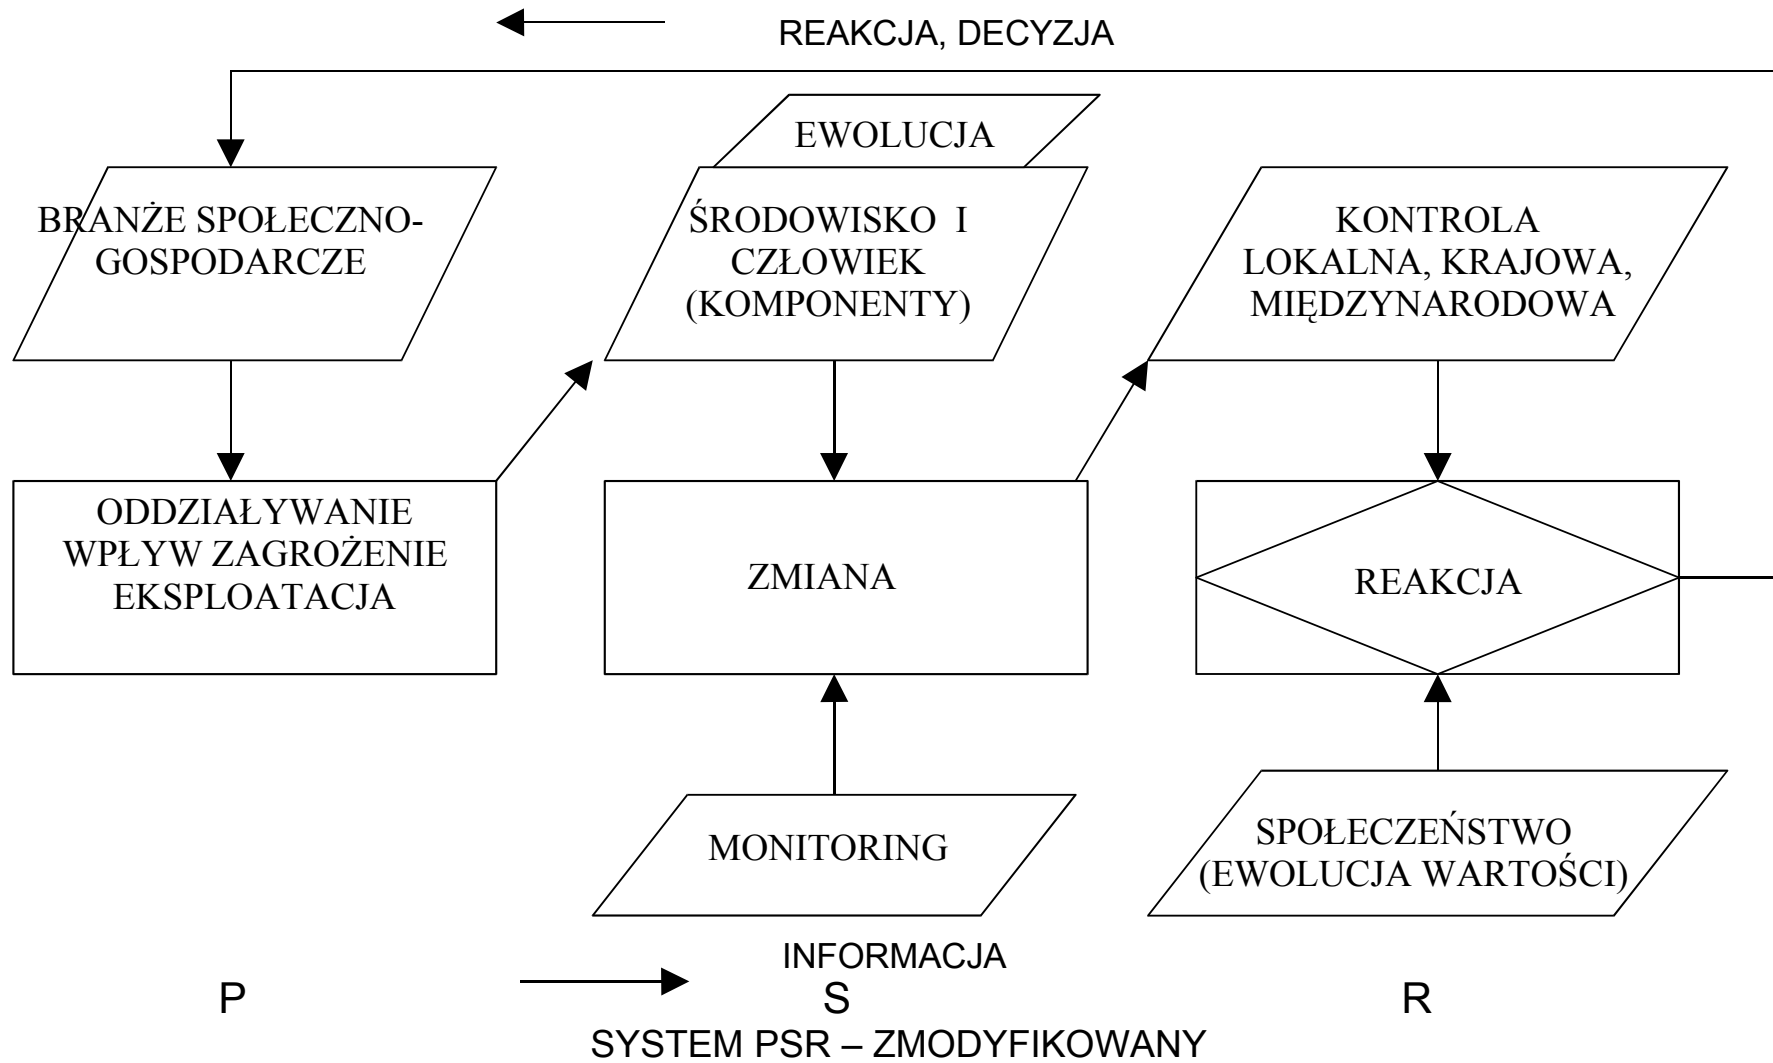 REAKCJA, DECYZJA
EWOLUCJA
BRANŻE SPOŁECZNO-
GOSPODARCZE
ŚRODOWISKO I
CZŁOWIEK
(KOMPONENTY)
KONTROLA
LOKALNA, KRAJOWA,
MIĘDZYNARODOWA
ODDZIAŁYWANIE
WPŁYW ZAGROŻENIE
EKSPLOATACJA
ZMIANA
REAKCJA
MONITORING
SPOŁECZEŃSTWO
(EWOLUCJA WARTOŚCI)
INFORMACJA
P
S
R
SYSTEM PSR – ZMODYFIKOWANY